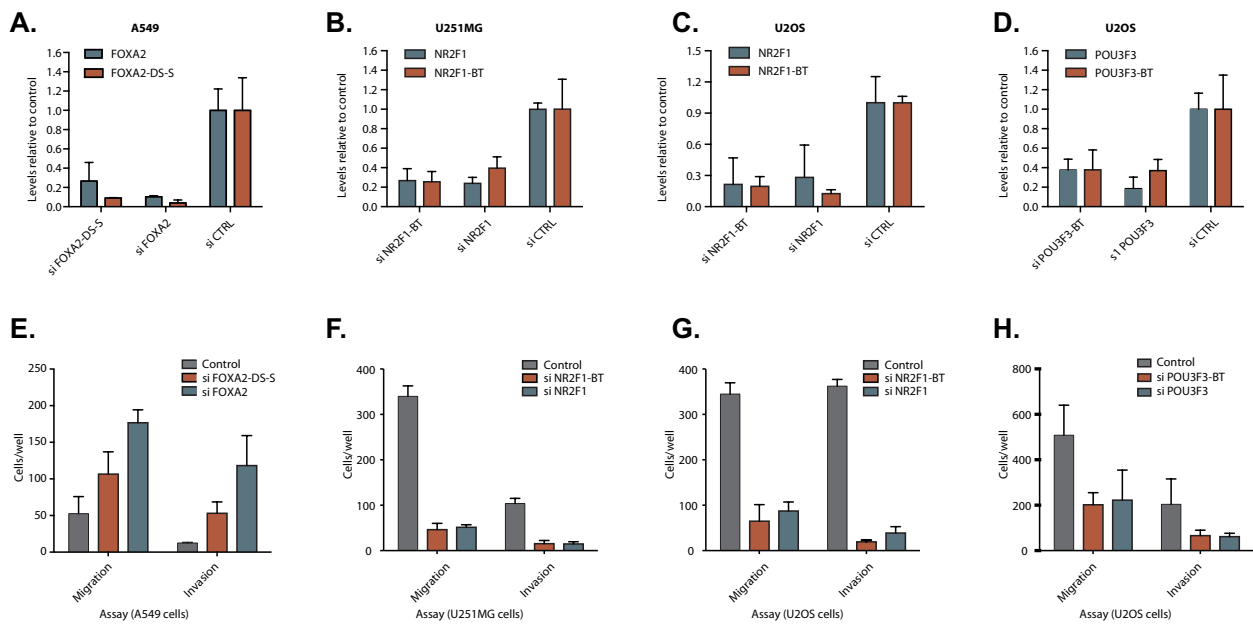 A.
A549
FOXA2
FOXA2-DS-S
Levels relative to control
1.6
1.4
1.2
1.0
0.8
0.6
0.4
0.2
0.0
si FOXA2-DS-S
si FOXA2
si CTRL
B.
U251MG
NR2F1
NR2F1-BT
Levels relative to control
1.6
1.4
1.2
1.0
0.8
0.6
0.4
0.2
0.0
si NR2F1-BT
si NR2F1
si CTRL
C.
U2OS
NR2F1
NR2F1-BT
Levels relative to control
1.5
1.2
0.9
0.6
0.3
0.0
si NR2F1-BT
si NR2F1
si CTRL
D.
U2OS
POU3F3
POU3F3-BT
Levels relative to control
1.6
1.4
1.2
1.0
0.8
0.6
0.4
0.2
0.0
si POU3F3-BT
s1 POU3F3
si CTRL
E.
Control
si FOXA2-DS-S
si FOXA2
Cells/well
250
200
150
100
50
0
Migration
Invasion
Assay (A549 cells)
F.
Control
si NR2F1-BT
si NR2F1
Cells/well
400
300
200
100
0
Migration
Invasion
Assay (U251MG cells)
G.
Control
si NR2F1-BT
si NR2F1
Cells/well
400
300
200
100
0
Migration
Invasion
Assay (U2OS cells)
H.
Control
si POU3F3-BT
si POU3F3
Cells/well
800
600
400
200
0
Migration
Invasion
Assay (U2OS cells)